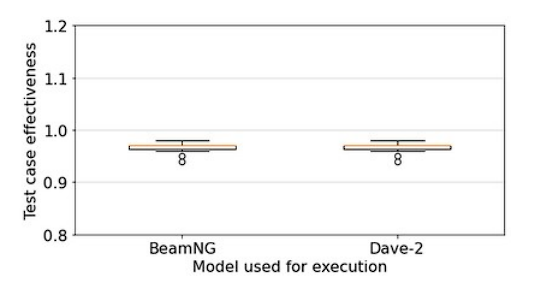 Test case effectiveness
1.2
1.1
1.0
0.9
0.8
BeamNG Dave-2
Model used for execution